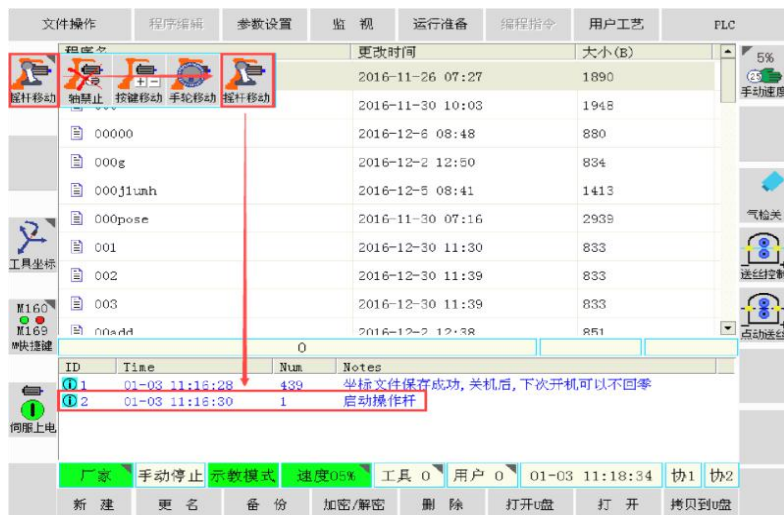 文件操作 程序编辑 参数设置 监 视 运行准备 编程指令 用户工艺 PLC
程序名 更改时间 大小(B)
摇杆移动 轴禁止 按键移动 手轮移动 摇杆移动
5%
手动速度
2016-11-26 07:27 1890
2016-11-30 10:03 1948
00000 2016-12-6 08:48 880
000g 2016-12-2 12:50 834
000jiumh 2016-12-5 08:41 1413
000pose 2016-11-30 07:16 2939
001 2016-12-30 11:30 833
002 2016-12-30 11:39 833
003 2016-12-30 11:39 833
00add 2016-12-2 12:38 851
工具坐标
M160
M169
M快捷键
伺服上电
气检关
送丝控制
点动送丝
0
ID Time Num Notes
1 01-03 11:16:28 439 坐标文件保存成功,关机后,下次开机可以不回零
2 01-03 11:16:30 1 启动操作杆
厂家 手动停止 示教模式 速度05% 工具 0 用户 0 01-03 11:18:34 协1 协2
新 建 更 名 备 份 加密/解密 删 除 打开U盘 打 开 拷贝到U盘